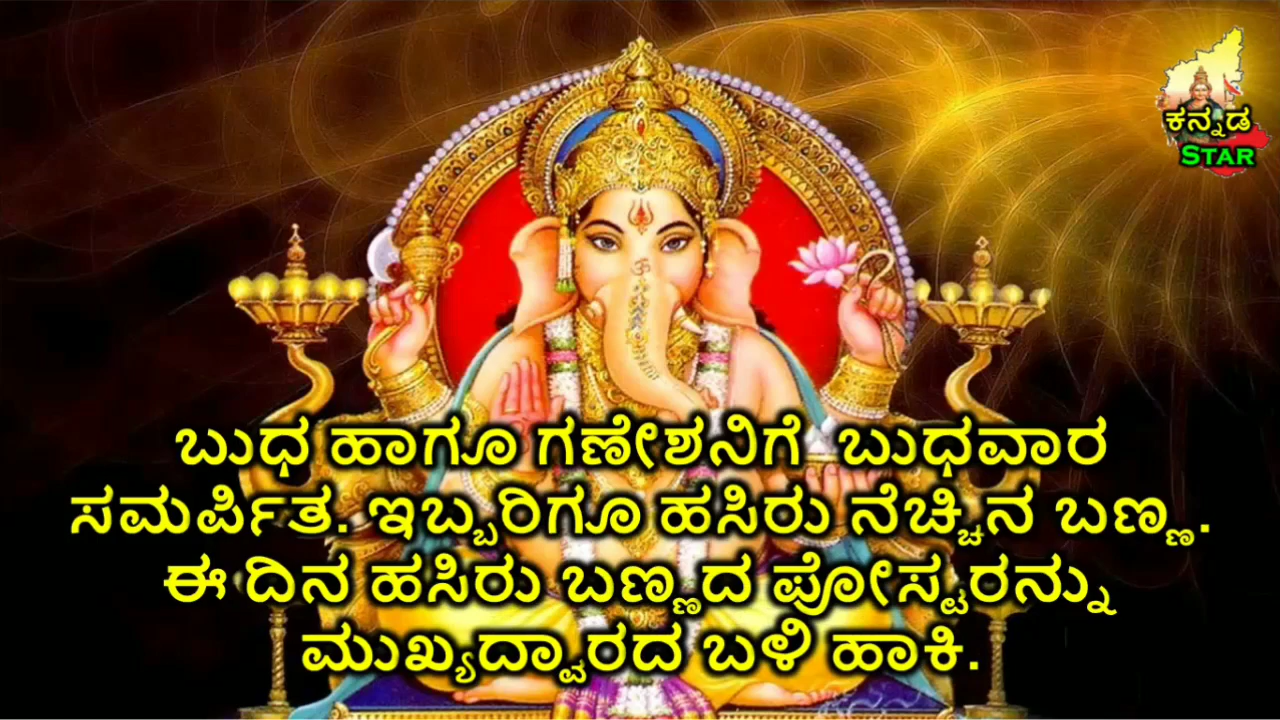 ಕನ್ನಡ
STAR
ಬುಧ ಹಾಗೂ ಗಣೇಶನಿಗೆ ಬುಧವಾರ
ಸಮರ್ಪಿತ. ಇಬ್ಬರಿಗೂ ಹಸಿರು ನೆಚ್ಚಿನ ಬಣ್ಣ.
ಈ ದಿನ ಹಸಿರು ಬಣ್ಣದ ಪೋಸ್ಟರನ್ನು
ಮುಖ್ಯದ್ವಾರದ ಬಳಿ ಹಾಕಿ.